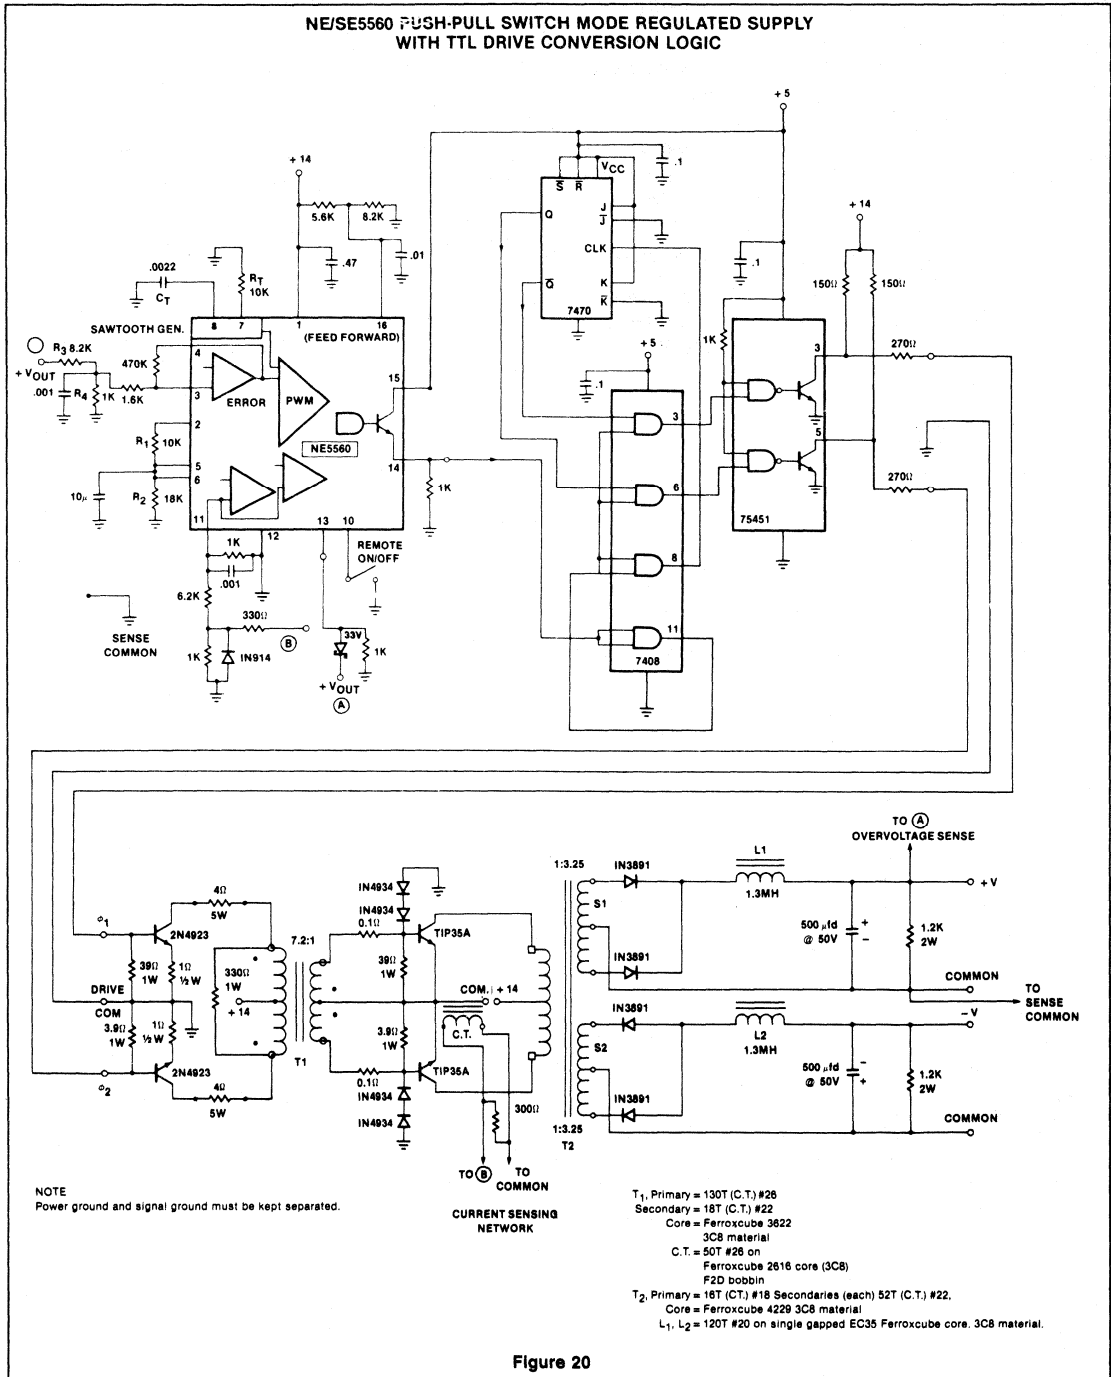 NE/SE5560 PUSH-PULL SWITCH MODE REGULATED SUPPLY
WITH TTL DRIVE CONVERSION LOGIC
+ 5
+ 14
5.6K
8.2K
.47
.01
.0022
CT
RT
10K
8
7
1
16
SAWTOOTH GEN.
(FEED FORWARD)
R3 8.2K
+ VOUT
.001
R4
1K
1.6K
470K
4
3
ERROR
PWM
NE5560
15
14
1K
2
R1
10K
5
6
10µ
R2
18K
11
12
13
10
1K
.001
REMOTE
ON/OFF
6.2K
330Ω
B
SENSE
COMMON
1K
IN914
33V
1K
+ VOUT
A
S̅
R̅
VCC
.1
Q
J
J̅
CLK
Q̅
K
K̅
7470
+ 5
.1
3
6
8
11
7408
.1
1K
3
5
75451
+ 14
150Ω
150Ω
270Ω
270Ω
TO A
OVERVOLTAGE SENSE
ø1
2N4923
4Ω
5W
39Ω
1W
1Ω
½ W
DRIVE
COM
3.9Ω
1W
1Ω
½W
ø2
2N4923
4Ω
5W
330Ω
1W
+ 14
7.2:1
T1
0.1Ω
IN4934
IN4934
TIP35A
39Ω
1W
COM.
+ 14
C.T.
3.9Ω
1W
0.1Ω
TIP35A
IN4934
IN4934
300Ω
TO B
TO
COMMON
CURRENT SENSING
NETWORK
1:3.25
S1
S2
1:3.25
T2
IN3891
IN3891
L1
1.3MH
500 µfd
@ 50V
+
−
1.2K
2W
+V
COMMON
TO
SENSE
COMMON
IN3891
IN3891
L2
1.3MH
500 µfd
@ 50V
−
+
1.2K
2W
−V
COMMON
NOTE
Power ground and signal ground must be kept separated.
T1, Primary = 130T (C.T.) #26
Secondary = 18T (C.T.) #22
Core = Ferroxcube 3622
3C8 material
C.T. = 50T #26 on
Ferroxcube 2616 core (3C8)
F2D bobbin
T2, Primary = 16T (CT.) #18 Secondaries (each) 52T (C.T.) #22,
Core = Ferroxcube 4229 3C8 material
L1, L2 = 120T #20 on single gapped EC35 Ferroxcube core. 3C8 material.
Figure 20